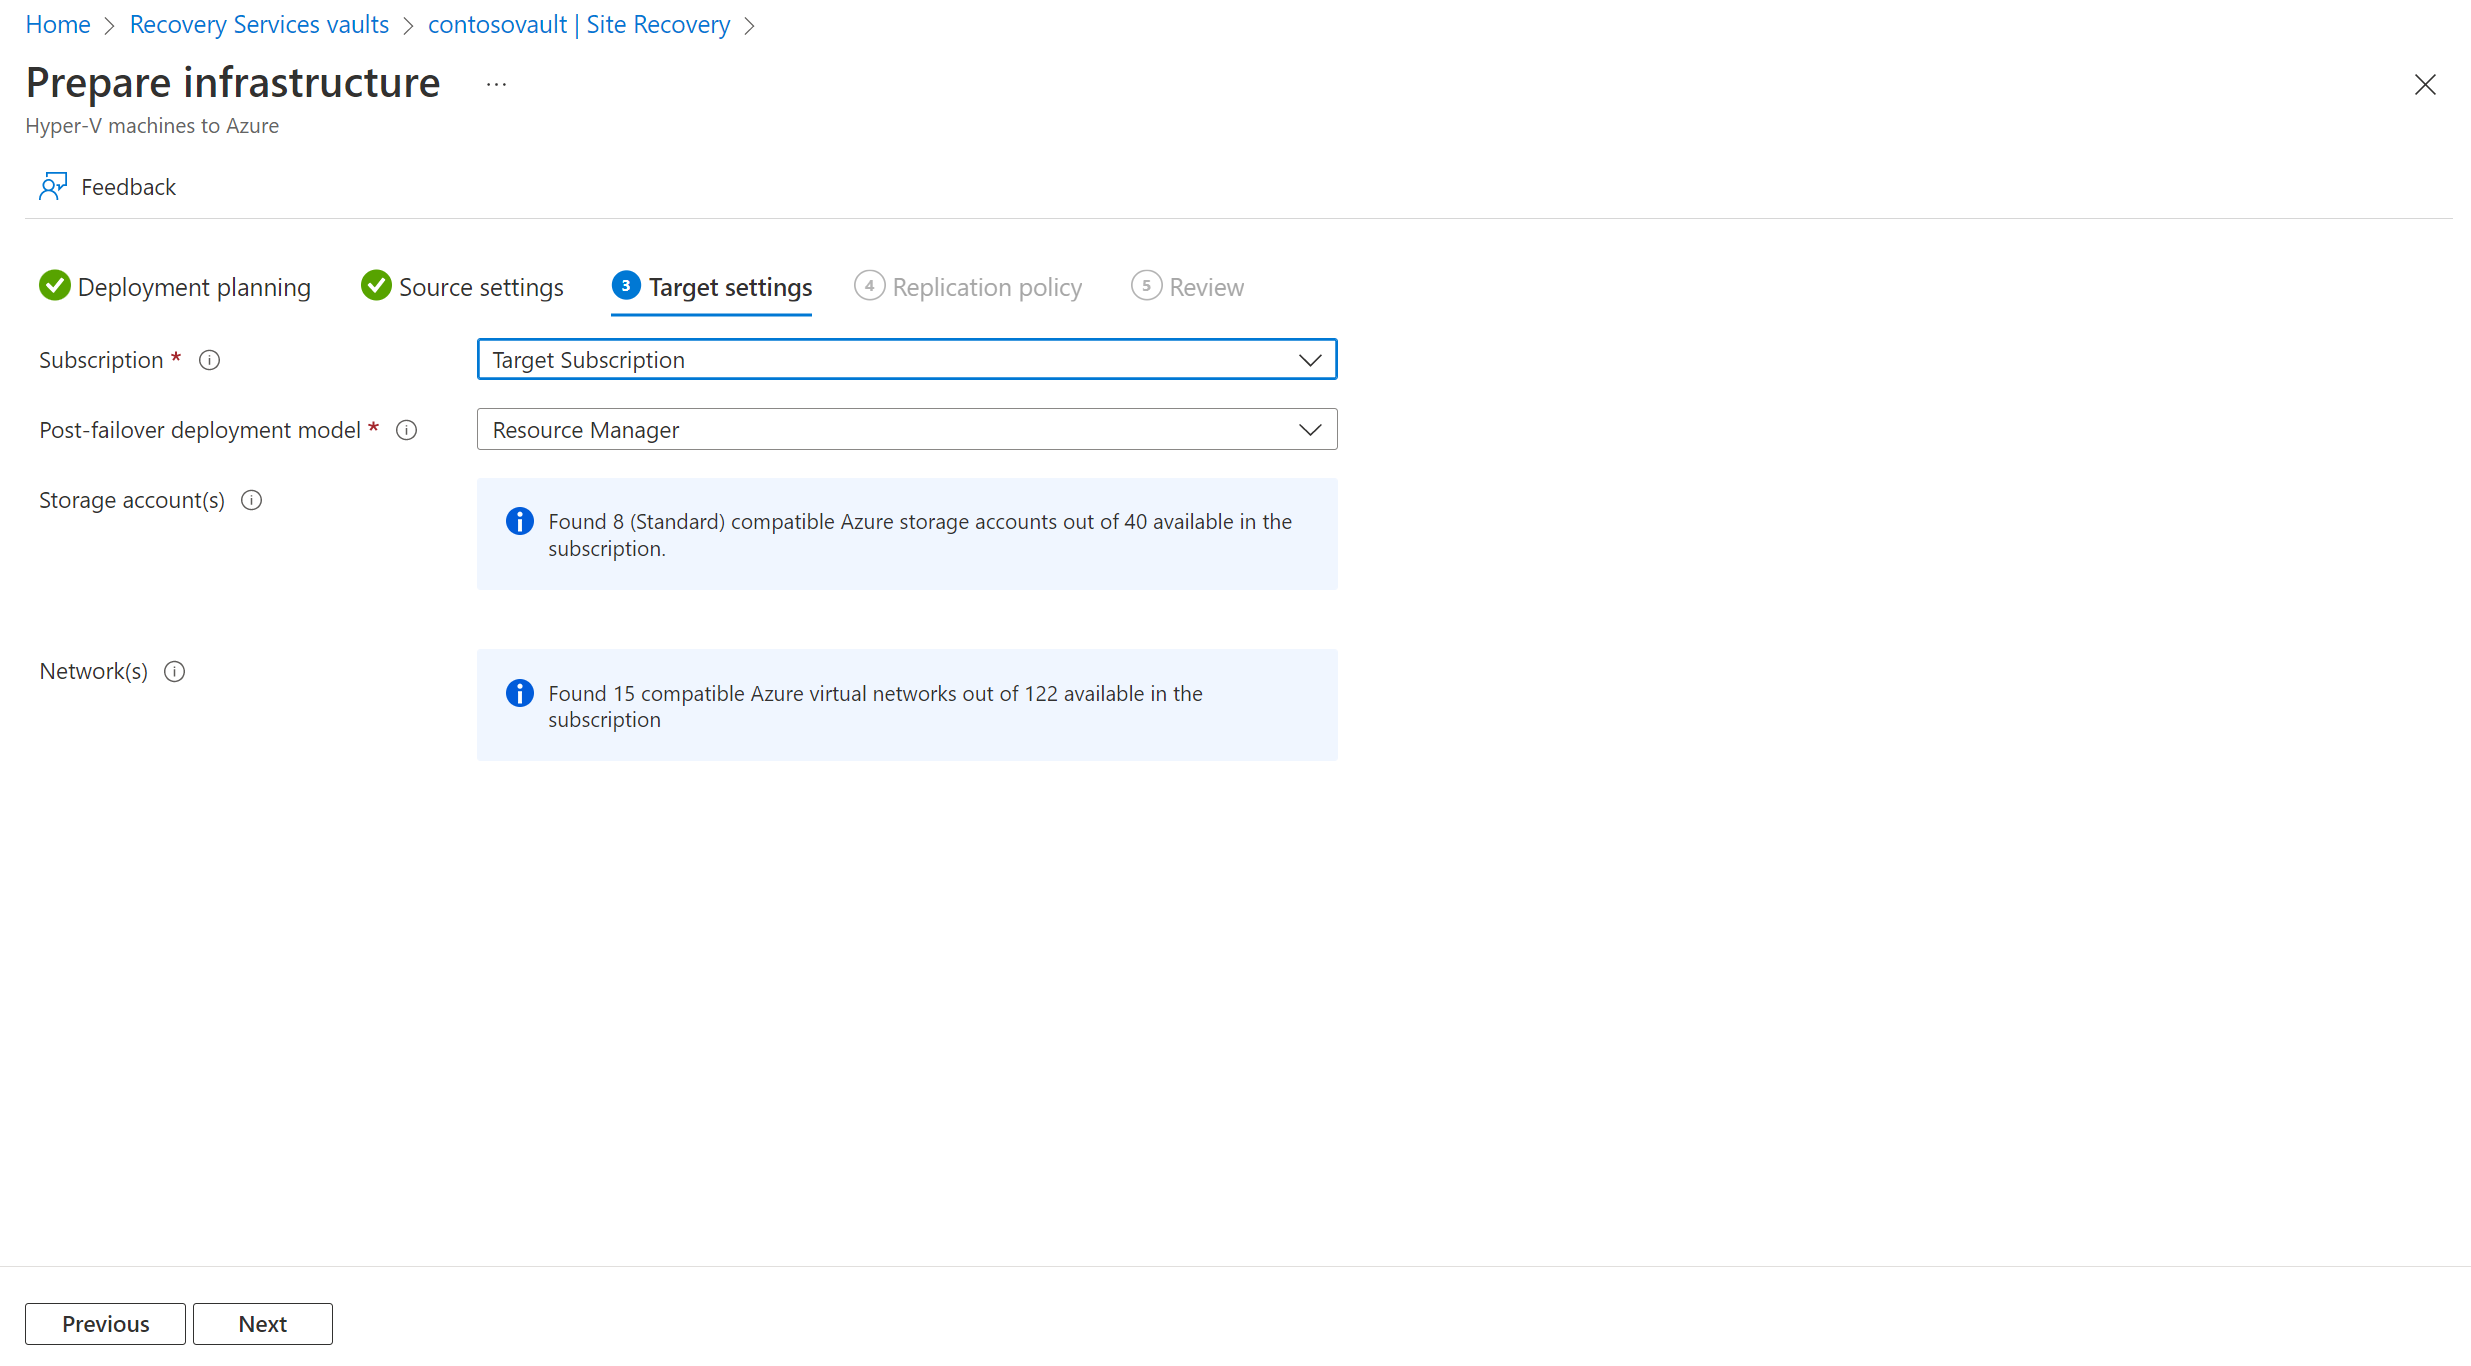 Home > Recovery Services vaults > contosovault | Site Recovery >
Prepare infrastructure ...
Hyper-V machines to Azure
Feedback
Deployment planning Source settings 3 Target settings 4 Replication policy 5 Review
Subscription * Target Subscription
Post-failover deployment model * Resource Manager
Storage account(s)
Found 8 (Standard) compatible Azure storage accounts out of 40 available in the
subscription.
Network(s)
Found 15 compatible Azure virtual networks out of 122 available in the
subscription
Previous Next